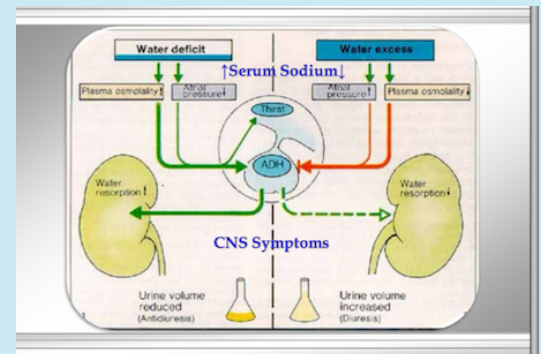 Water deficit
Water excess
↑Serum Sodium↓
Plasma osmolality↑
Atrial pressure↓
Atrial pressure↑
Plasma osmolality↓
Thirst
ADH
Water resorption↑
Water resorption↓
CNS Symptoms
Urine volume reduced
(Antidiuresis)
Urine volume increased
(Diuresis)